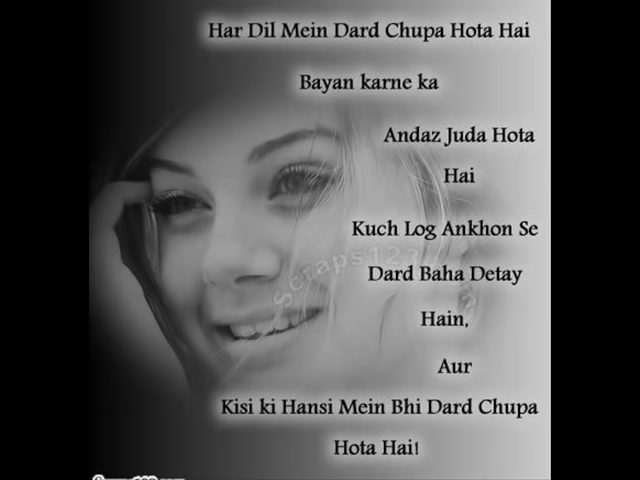 Har Dil Mein Dard Chupa Hota Hai
Bayan karne ka
Andaz Juda Hota
Hai
Kuch Log Ankhon Se
scraps123
Dard Baha Detay
Hain,
Aur
Kisi ki Hansi Mein Bhi Dard Chupa
Hota Hai!